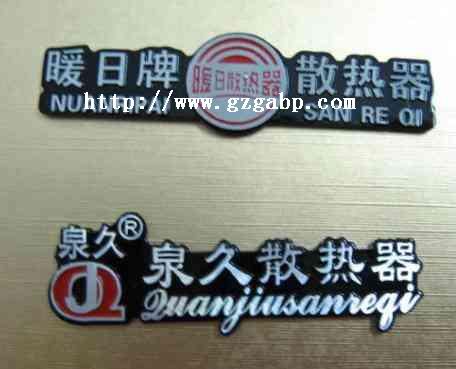 暖日牌 暖日散热器 散热器
NUANRIPAI SAN RE QI
http://www.gzgabp.com
泉久® 泉久散热器
Quanjiusanreqi